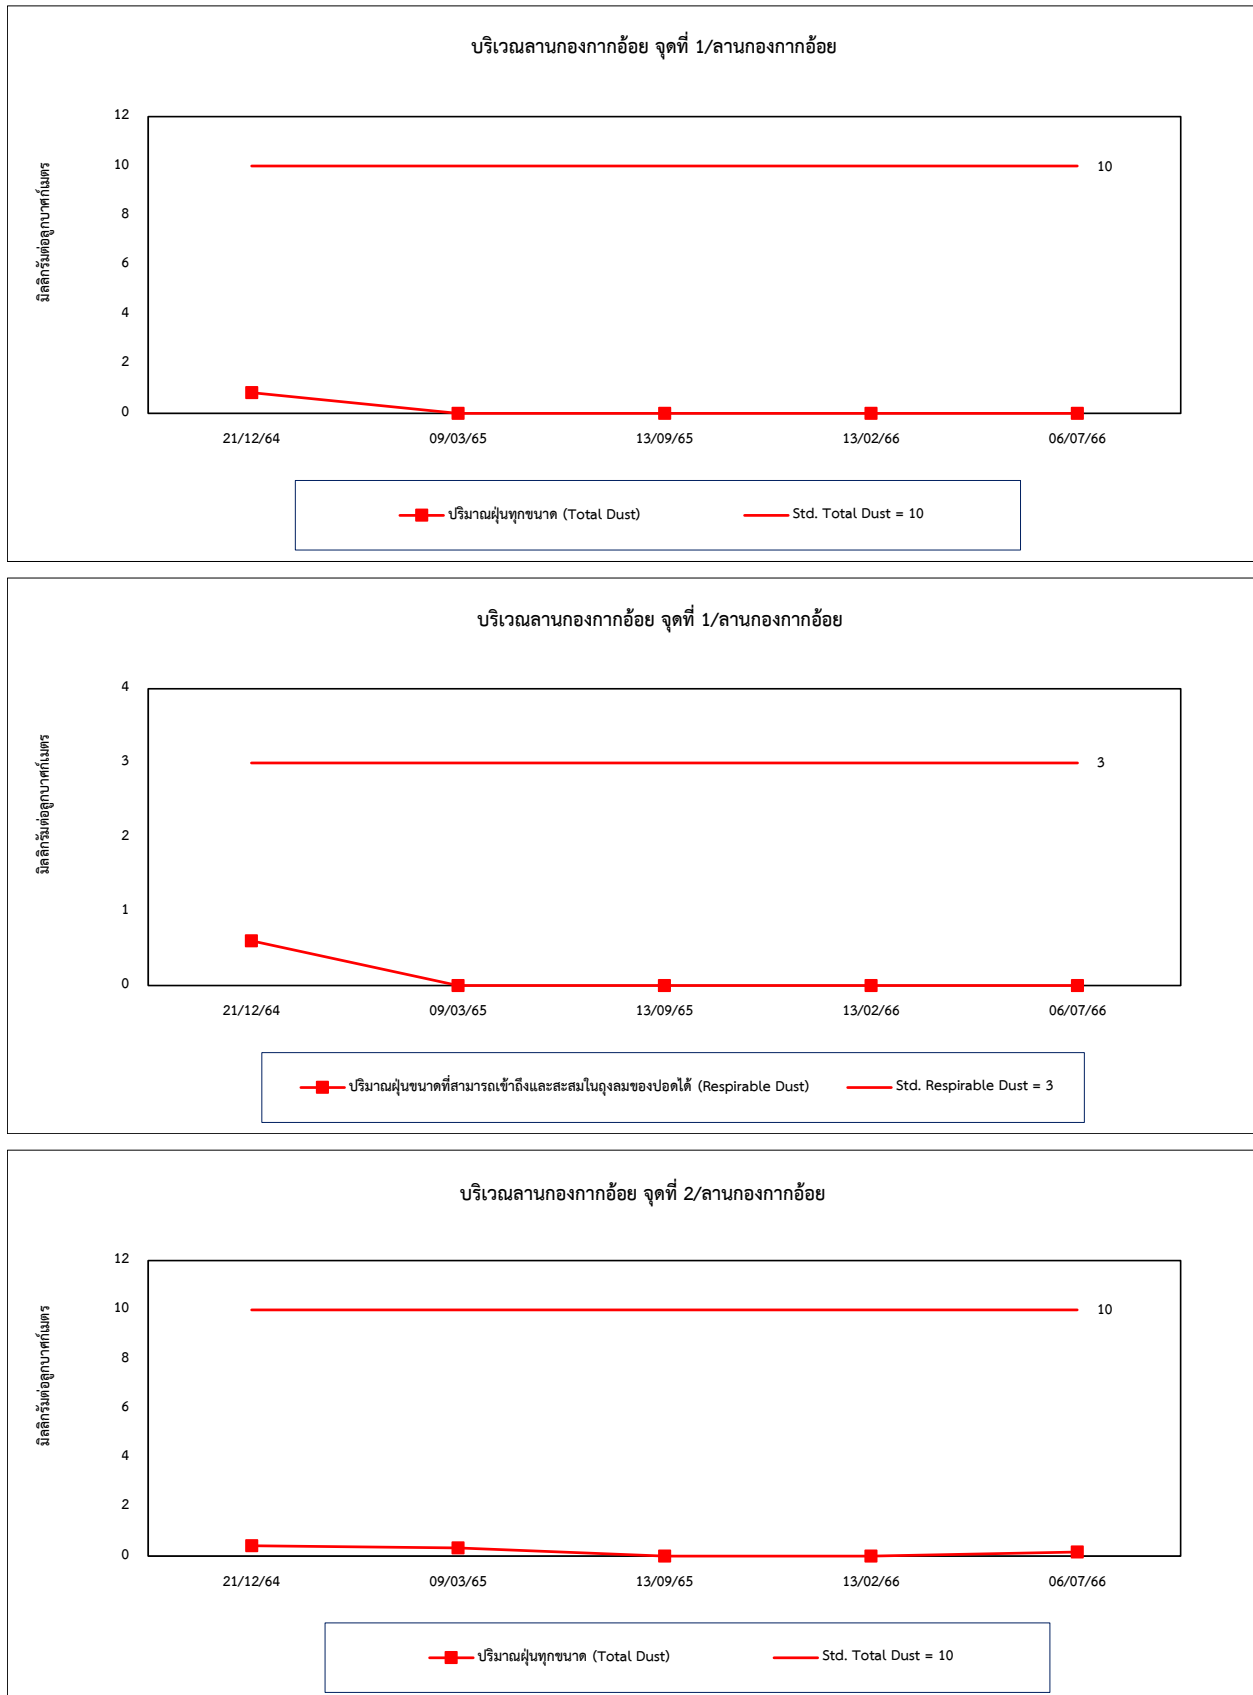 บริเวณลานกองกากอ้อย จุดที่ 1/ลานกองกากอ้อย
มิลลิกรัมต่อลูกบาศก์เมตร
12
10
8
6
4
2
0
10
21/12/64 09/03/65 13/09/65 13/02/66 06/07/66
ปริมาณฝุ่นทุกขนาด (Total Dust) Std. Total Dust = 10
บริเวณลานกองกากอ้อย จุดที่ 1/ลานกองกากอ้อย
มิลลิกรัมต่อลูกบาศก์เมตร
4
3
2
1
0
3
21/12/64 09/03/65 13/09/65 13/02/66 06/07/66
ปริมาณฝุ่นขนาดที่สามารถเข้าถึงและสะสมในถุงลมของปอดได้ (Respirable Dust) Std. Respirable Dust = 3
บริเวณลานกองกากอ้อย จุดที่ 2/ลานกองกากอ้อย
มิลลิกรัมต่อลูกบาศก์เมตร
12
10
8
6
4
2
0
10
21/12/64 09/03/65 13/09/65 13/02/66 06/07/66
ปริมาณฝุ่นทุกขนาด (Total Dust) Std. Total Dust = 10